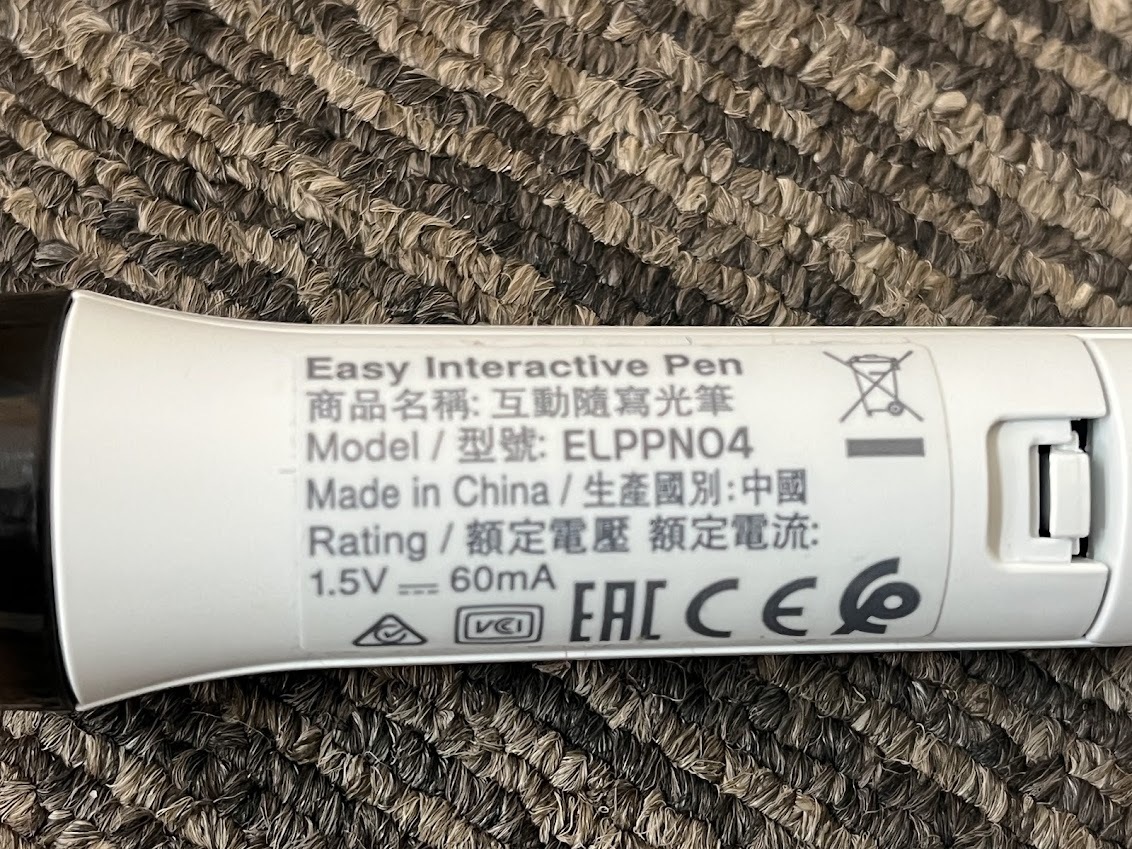 Easy Interactive Pen
商品名稱: 互動隨寫光筆
Model / 型號: ELPPN04
Made in China / 生產國別:中國
Rating / 額定電壓 額定電流:
1.5V ⎓ 60mA
VCI EAC CE